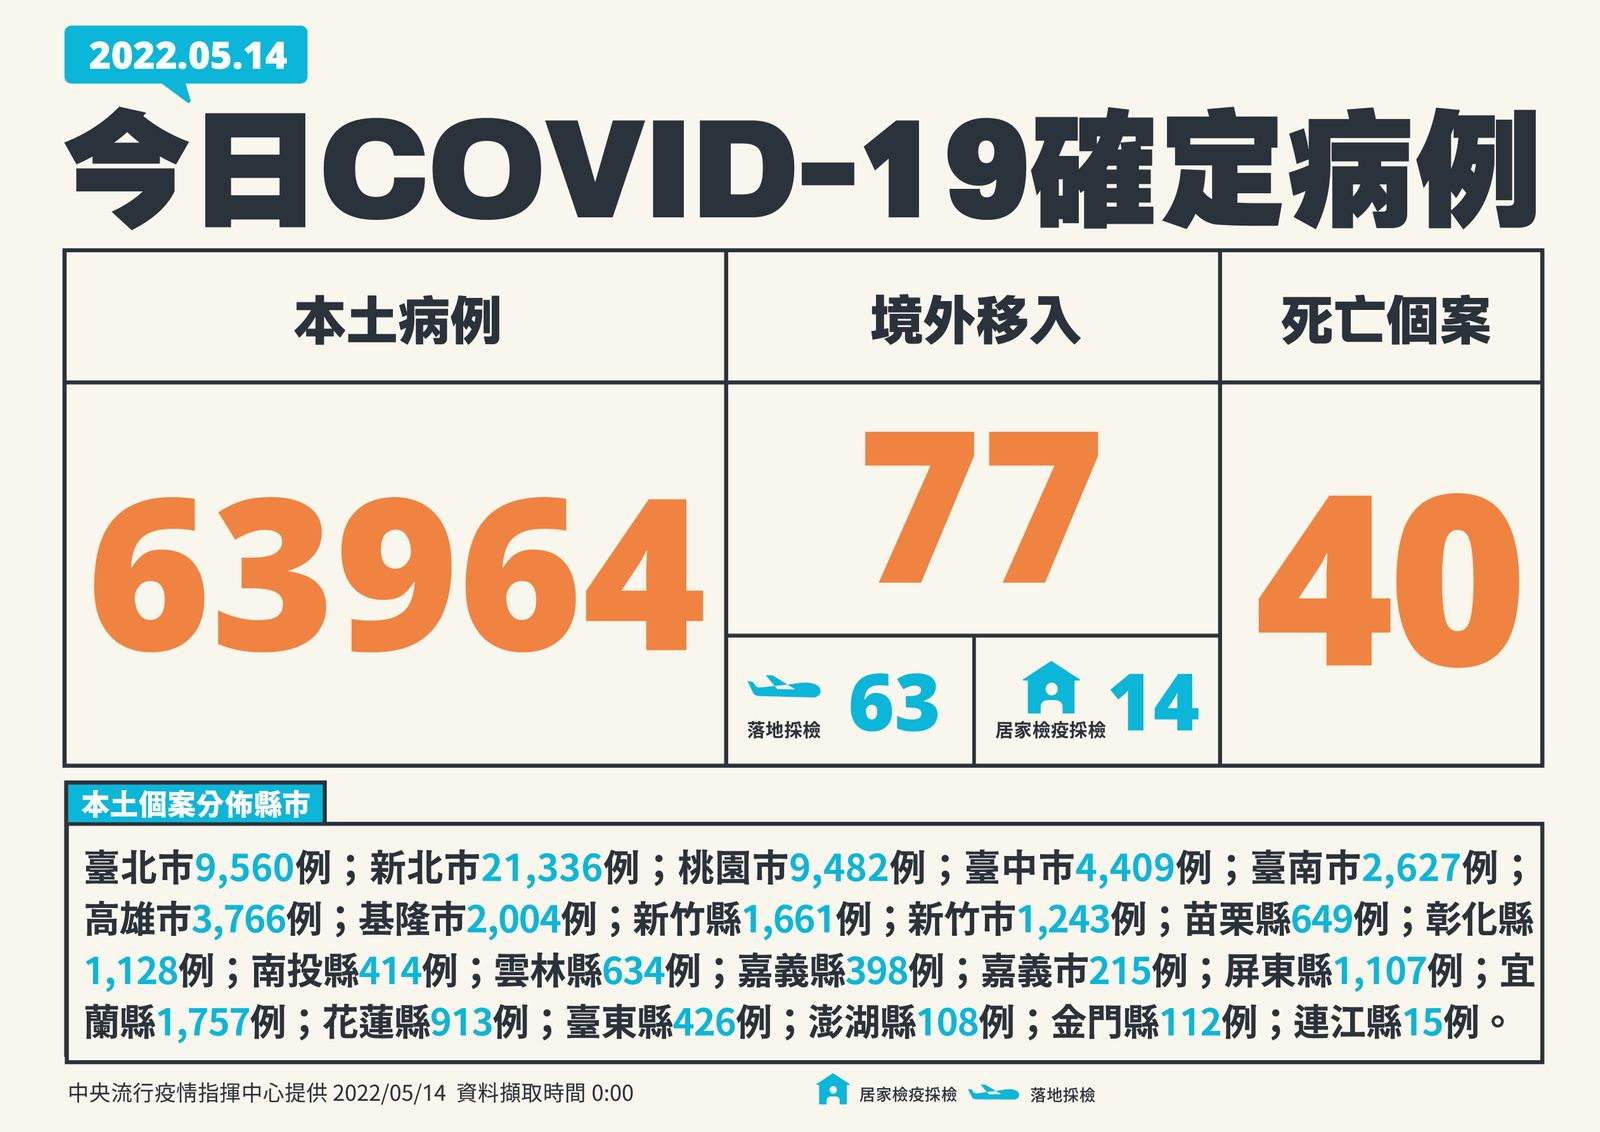 2022.05.14
今日COVID-19確定病例
本土病例
境外移入
死亡個案
63964
77
40
落地採檢
63
居家檢疫採檢
14
本土個案分佈縣市
臺北市9,560例；新北市21,336例；桃園市9,482例；臺中市4,409例；臺南市2,627例；
高雄市3,766例；基隆市2,004例；新竹縣1,661例；新竹市1,243例；苗栗縣649例；彰化縣
1,128例；南投縣414例；雲林縣634例；嘉義縣398例；嘉義市215例；屏東縣1,107例；宜
蘭縣1,757例；花蓮縣913例；臺東縣426例；澎湖縣108例；金門縣112例；連江縣15例。
中央流行疫情指揮中心提供 2022/05/14 資料擷取時間 0:00
居家檢疫採檢
落地採檢